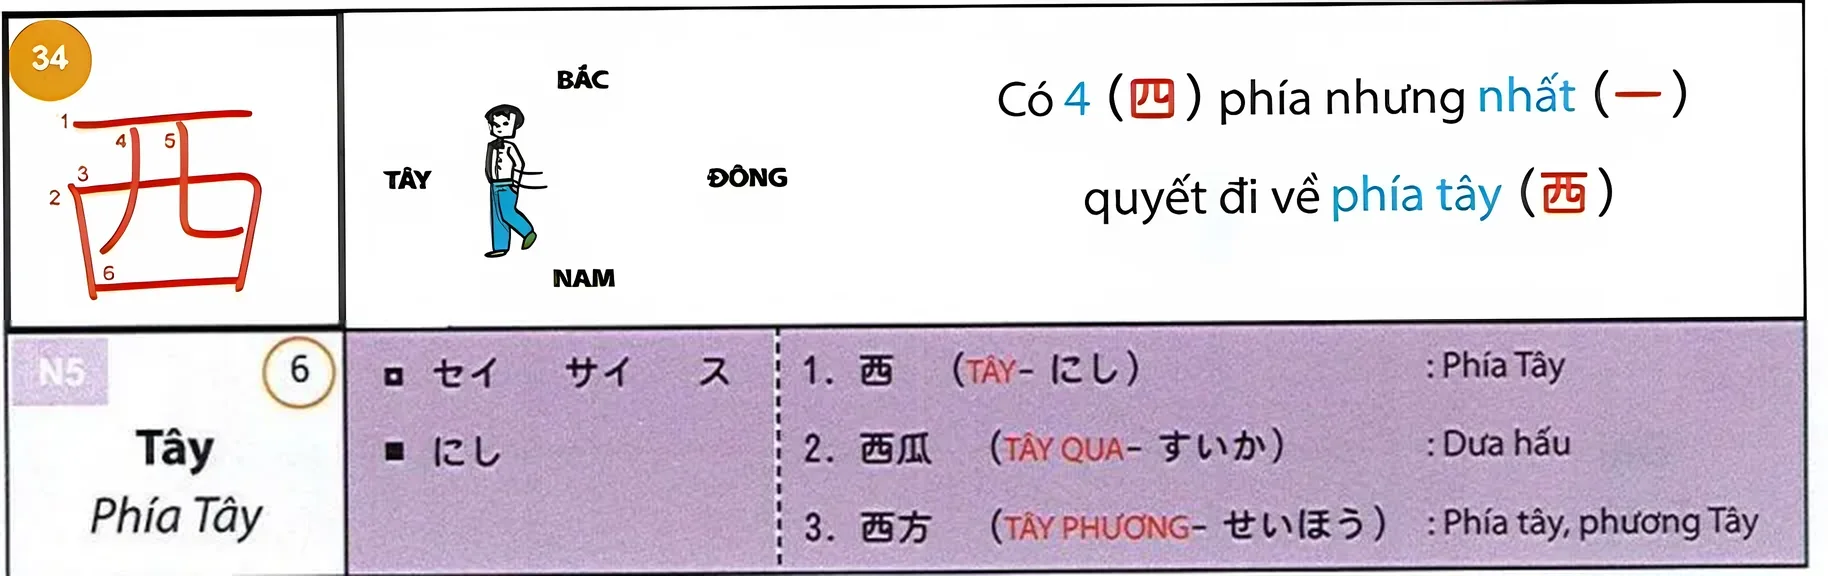 34
西
1
2
3
4
5
6
BẮC
TÂY
ĐÔNG
NAM
Có 4 (四) phía nhưng nhất (一)
quyết đi về phía tây (西)
N5
6
Tây
Phía Tây
セイ サイ ス
にし
1. 西 (TÂY- にし) : Phía Tây
2. 西瓜 (TÂY QUA- すいか) : Dưa hấu
3. 西方 (TÂY PHƯƠNG- せいほう) : Phía tây, phương Tây